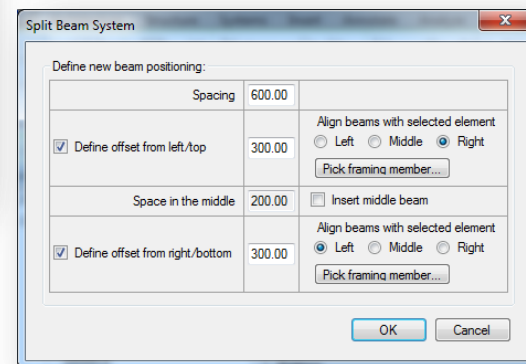 Split Beam System
Define new beam positioning:
Spacing 600.00
Align beams with selected element
Define offset from left/top 300.00 Left Middle Right
Pick framing member...
Space in the middle 200.00 Insert middle beam
Align beams with selected element
Define offset from right/bottom 300.00 Left Middle Right
Pick framing member...
OK Cancel